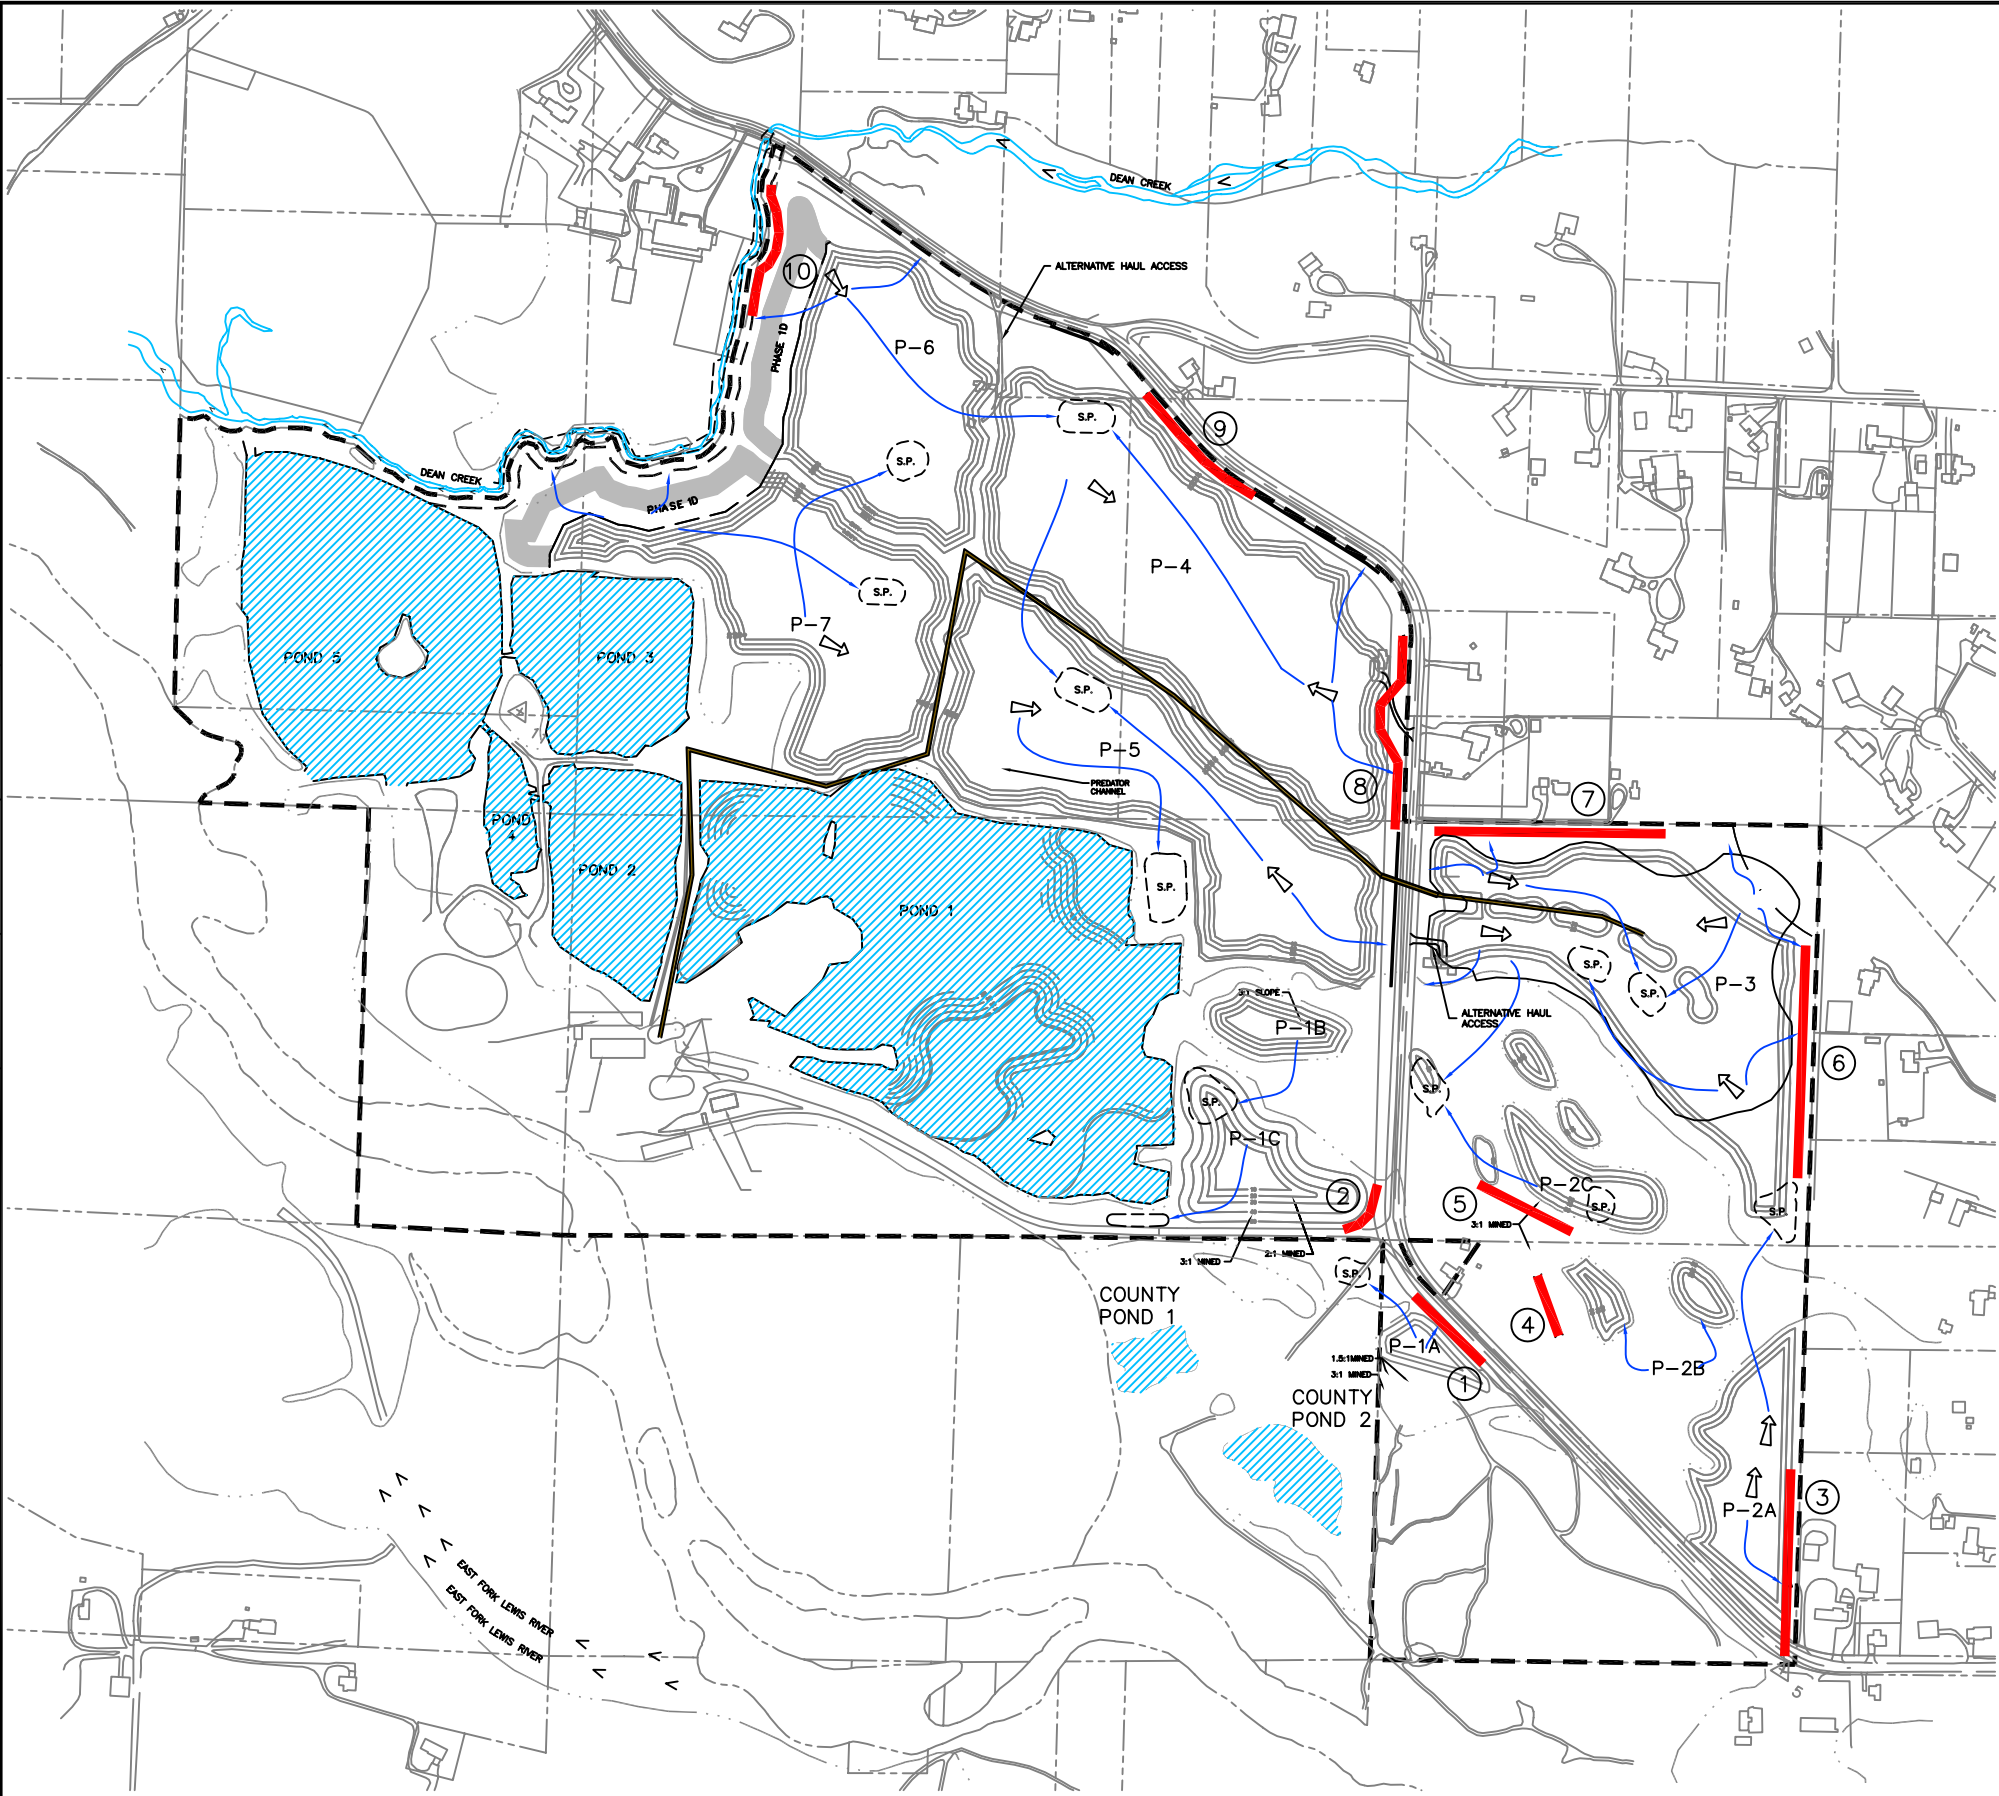 DEAN CREEK
ALTERNATIVE HAUL ACCESS
10
PHASE 1D
P-6
S.P.
9
S.P.
DEAN CREEK
PHASE 1D
P-4
S.P.
P-7
POND 5
POND 3
S.P.
P-5
PREDATOR
CHANNEL
8
7
POND
4
POND 2
S.P.
POND 1
S.P.
S.P.
P-3
3:1 SLOPE
P-1B
ALTERNATIVE HAUL
ACCESS
6
S.P.
S.P.
P-1C
2
5
P-2C
S.P.
S.P.
3:1 MINED
2:1 MINED
3:1 MINED
S.P.
COUNTY
POND 1
4
P-1A
1.5:1 MINED
3:1 MINED
P-2B
1
COUNTY
POND 2
3
P-2A
EAST FORK LEWIS RIVER
EAST FORK LEWIS RIVER
5